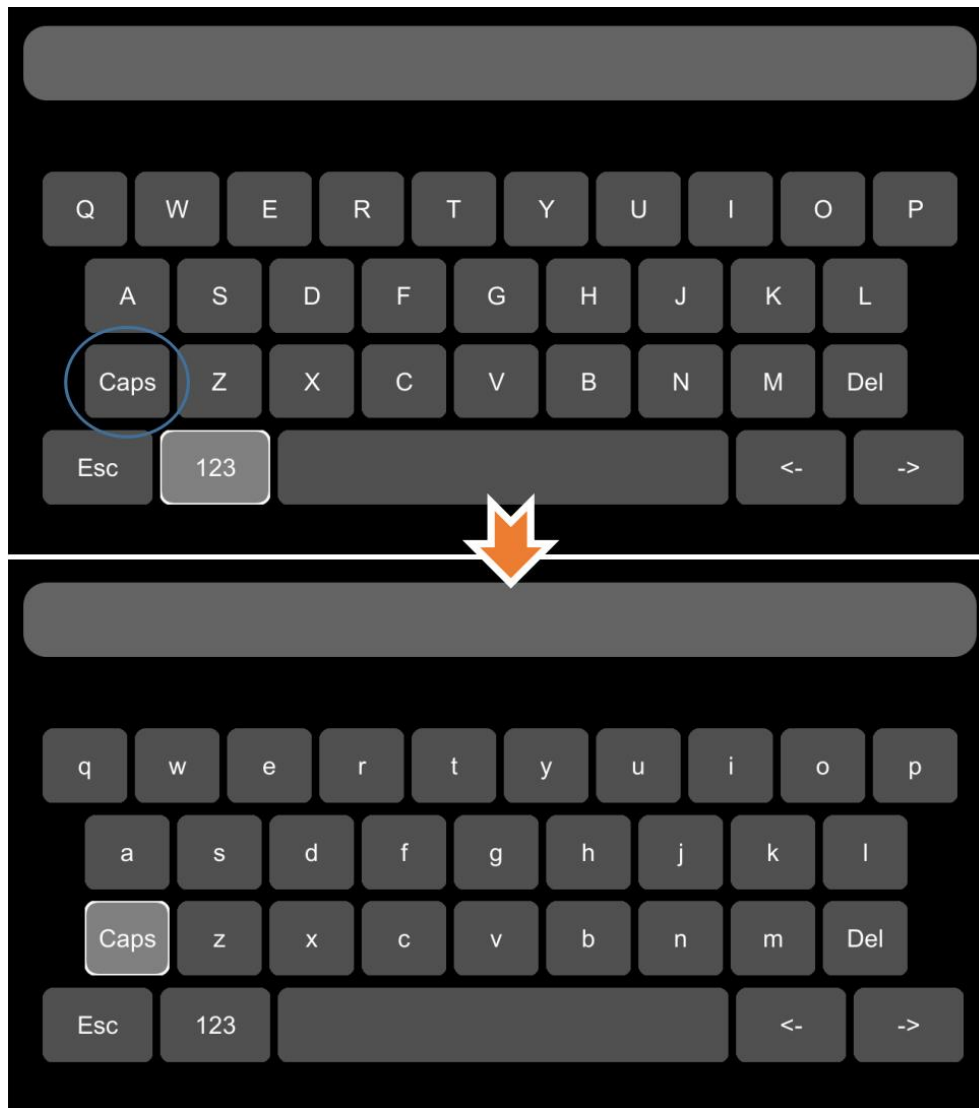 Q W E R T Y U I O P
A S D F G H J K L
Caps Z X C V B N M Del
Esc 123 <- ->
q w e r t y u i o p
a s d f g h j k l
Caps z x c v b n m Del
Esc 123 <- ->